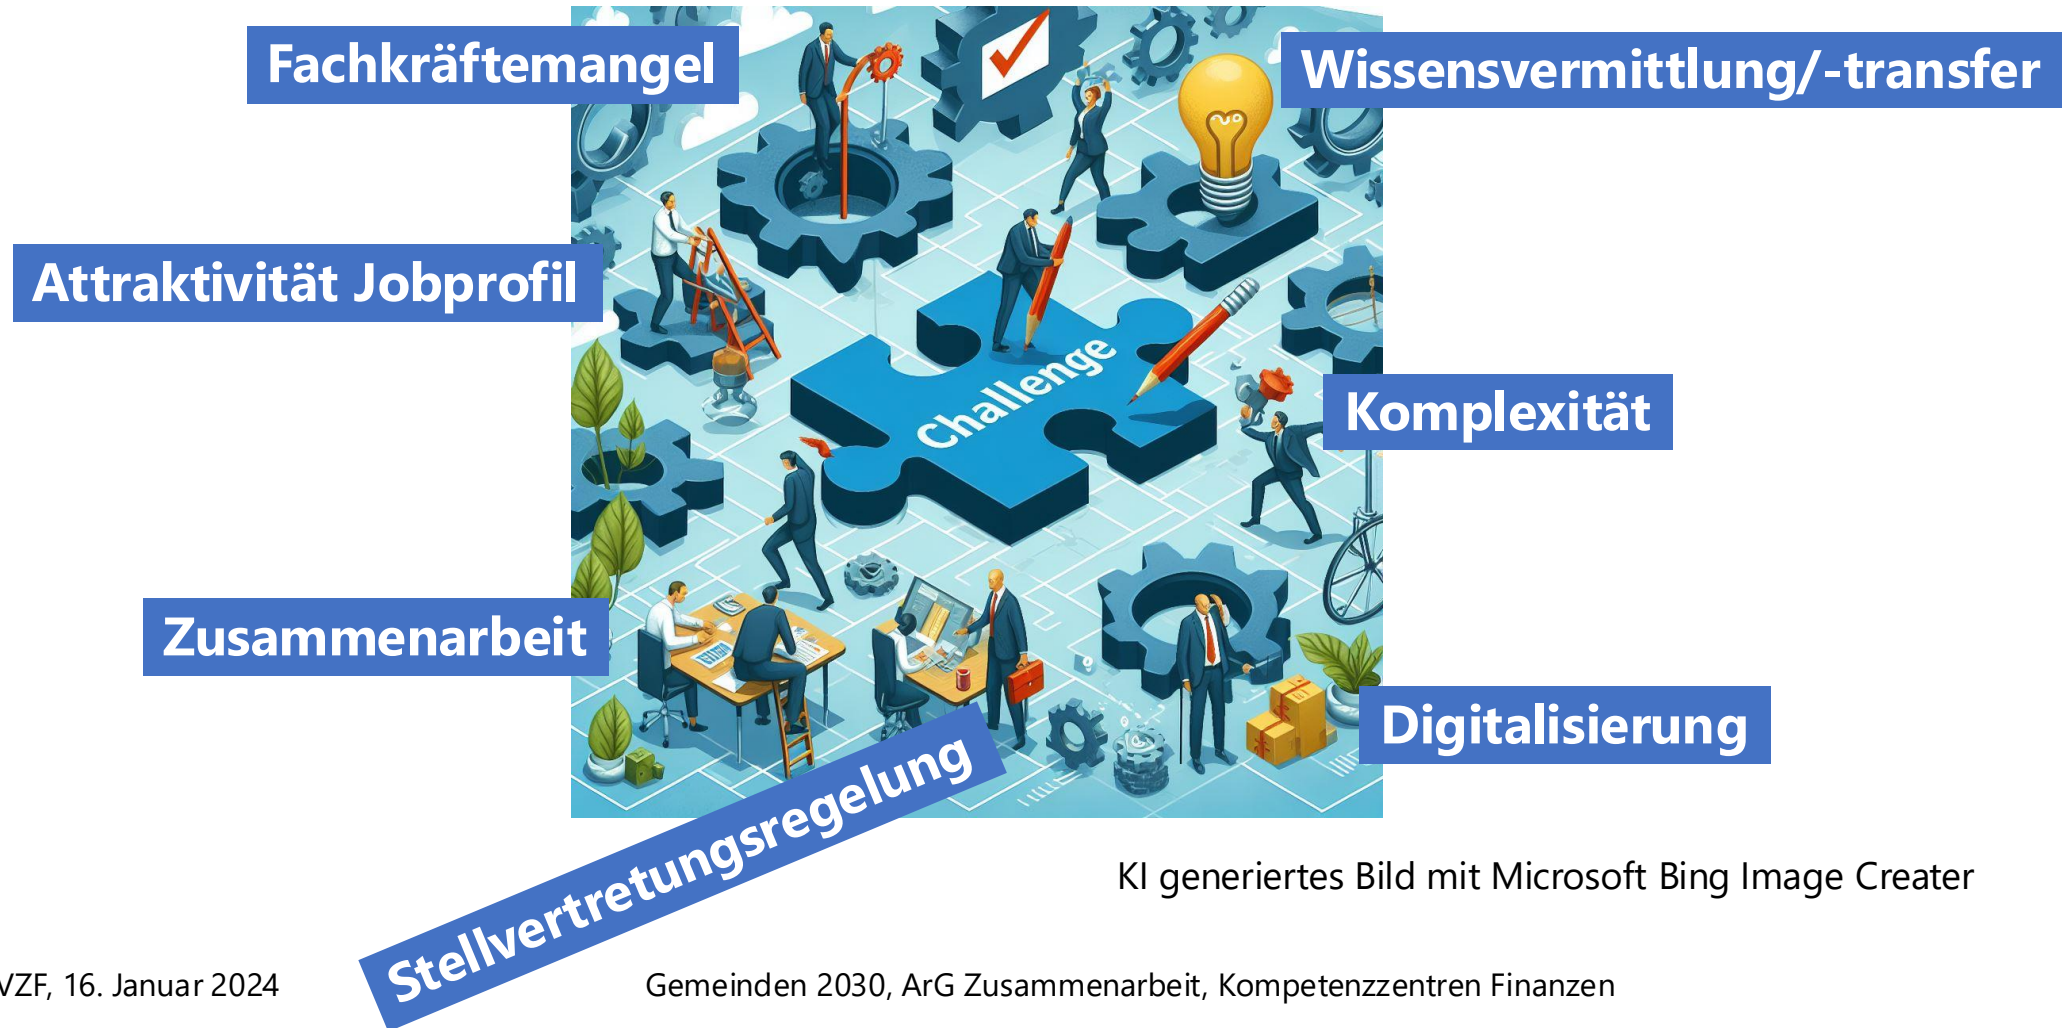 Fachkräftemangel
Wissensvermittlung/-transfer
Attraktivität Jobprofil
Challenge
Komplexität
Zusammenarbeit
Digitalisierung
Stellvertretungsregelung
KI generiertes Bild mit Microsoft Bing Image Creater
VZF, 16. Januar 2024
Gemeinden 2030, ArG Zusammenarbeit, Kompetenzzentren Finanzen